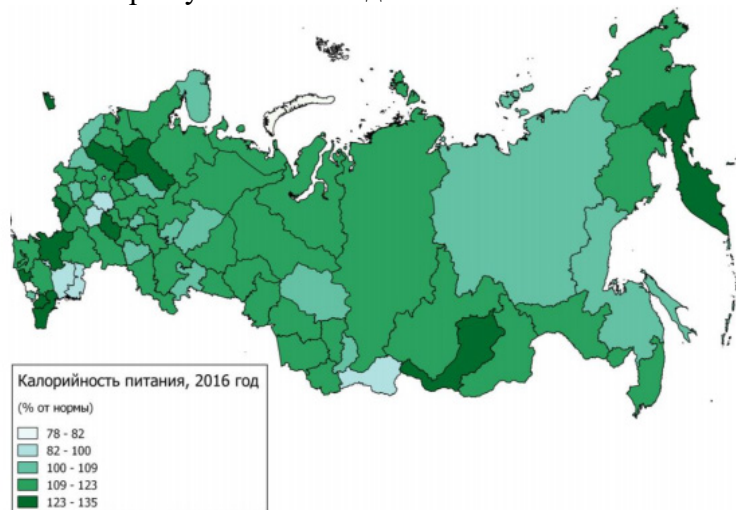 Калорийность питания, 2016 год
(% от нормы)
78 - 82
82 - 100
100 - 109
109 - 123
123 - 135